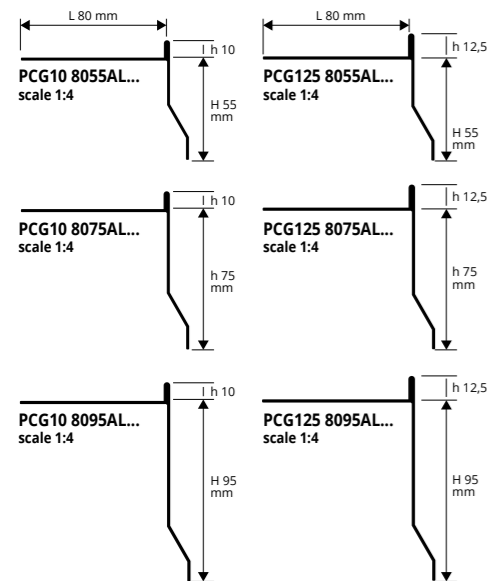 L 80 mm
h 10
PCG10 8055AL...
scale 1:4
H 55
mm
L 80 mm
h 12,5
PCG125 8055AL...
scale 1:4
H 55
mm
h 10
PCG10 8075AL...
scale 1:4
h 75
mm
h 12,5
PCG125 8075AL...
scale 1:4
h 75
mm
h 10
PCG10 8095AL...
scale 1:4
H 95
mm
h 12,5
PCG125 8095AL...
scale 1:4
H 95
mm